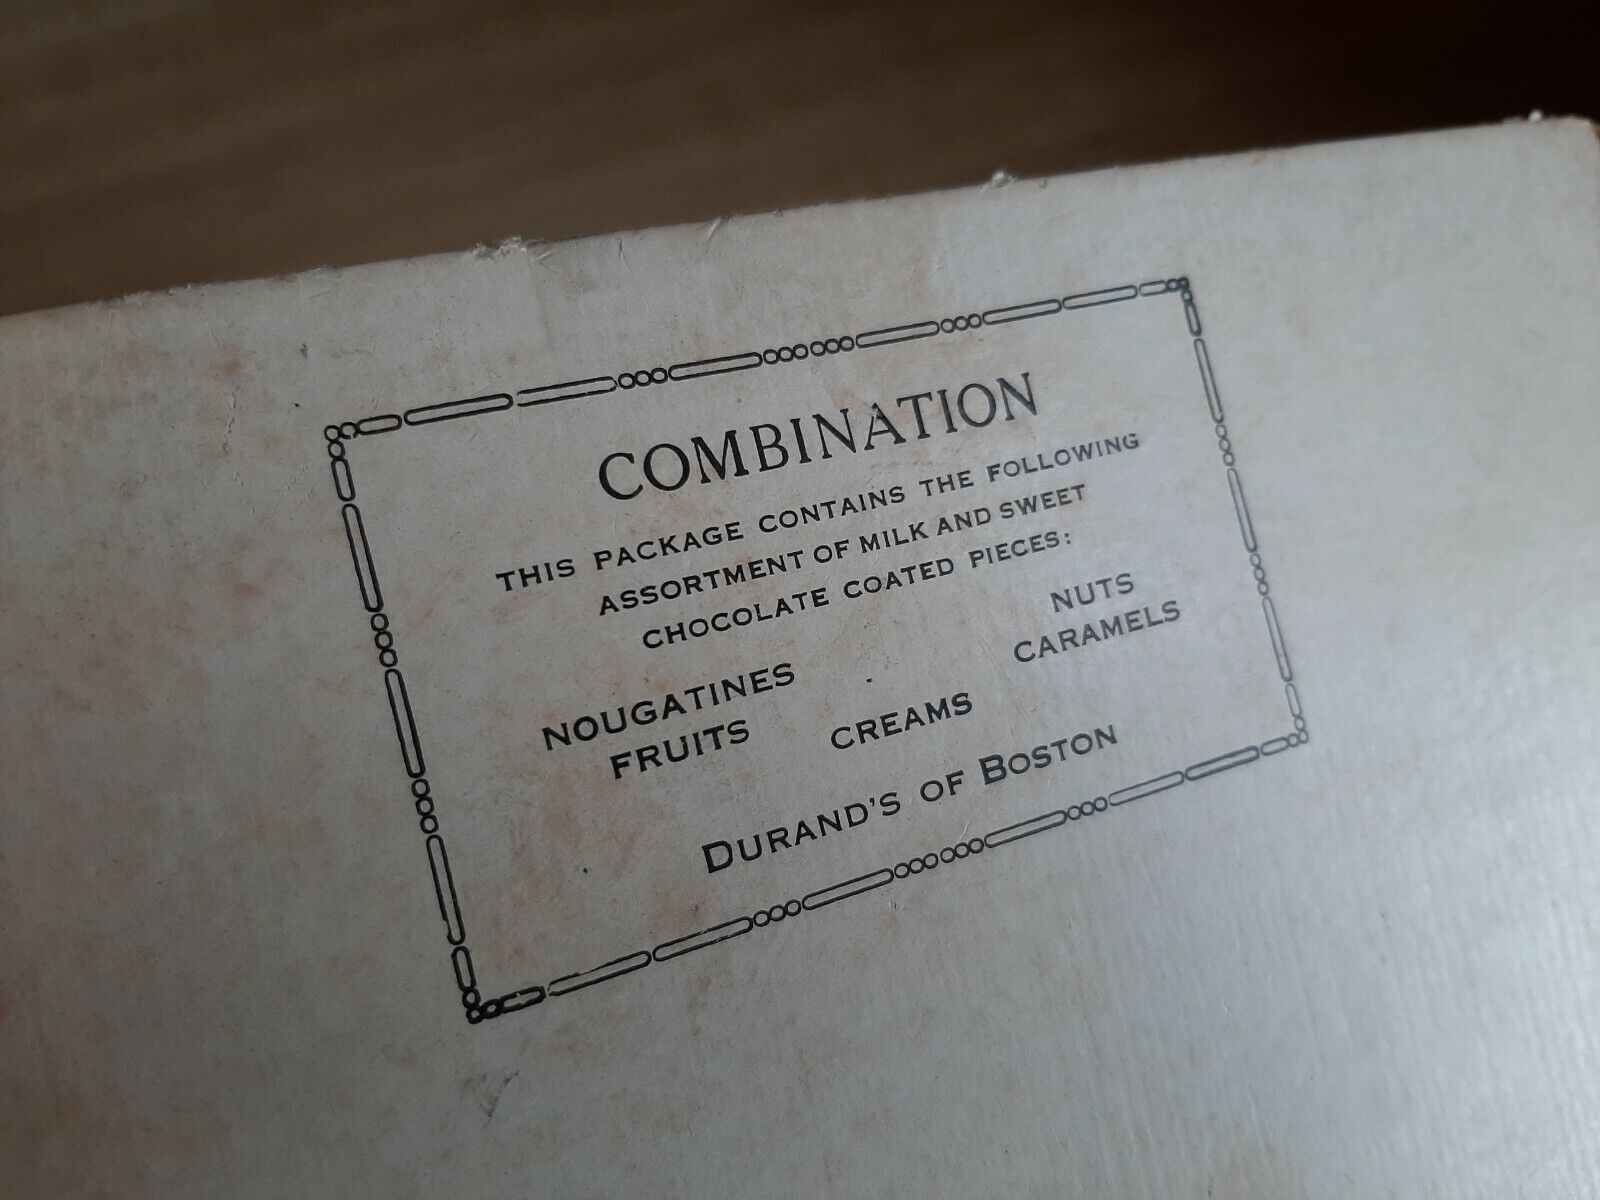 COMBINATION
THIS PACKAGE CONTAINS THE FOLLOWING
ASSORTMENT OF MILK AND SWEET
CHOCOLATE COATED PIECES:
NOUGATINES NUTS
FRUITS CREAMS CARAMELS
DURAND'S OF BOSTON